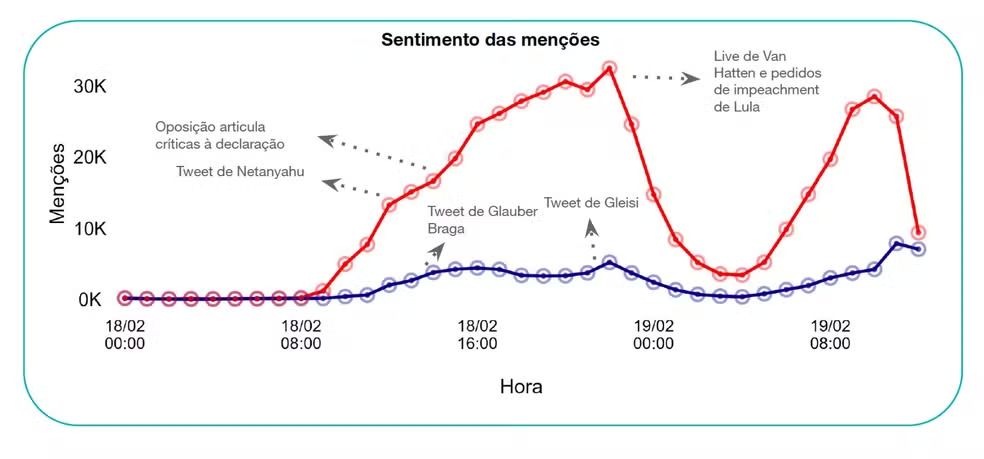 Sentimento das menções
Live de Van
Hatten e pedidos
de impeachment
de Lula
30K
Oposição articula
críticas à declaração
20K
Tweet de Netanyahu
Menções
Tweet de Glauber
Braga
Tweet de Gleisi
10K
0K
18/02
00:00
18/02
08:00
18/02
16:00
19/02
00:00
19/02
08:00
Hora